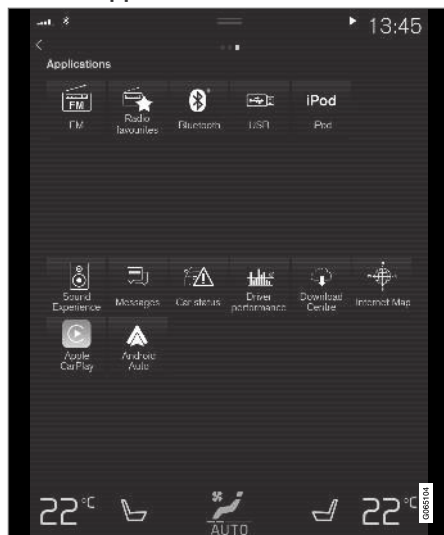 13:45
Applications
FM
iPod
FM
Radio
favourites
Bluetooth
USB
iPod
Sound
Experience
Messages
Car status
Driver
performance
Download
Centre
Internet Map
Apple
CarPlay
Android
Auto
22°C
AUTO
22°C
G065104